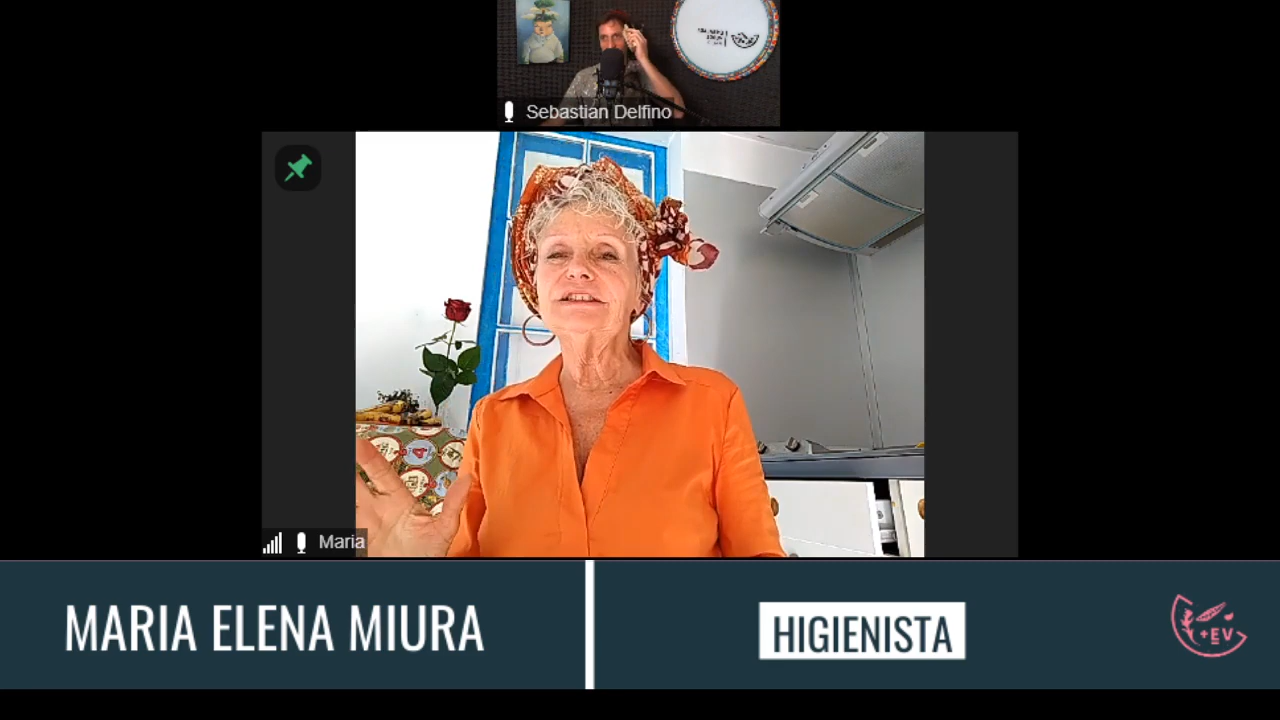 Sebastian Delfino
Maria
MARIA ELENA MIURA
HIGIENISTA
+EV